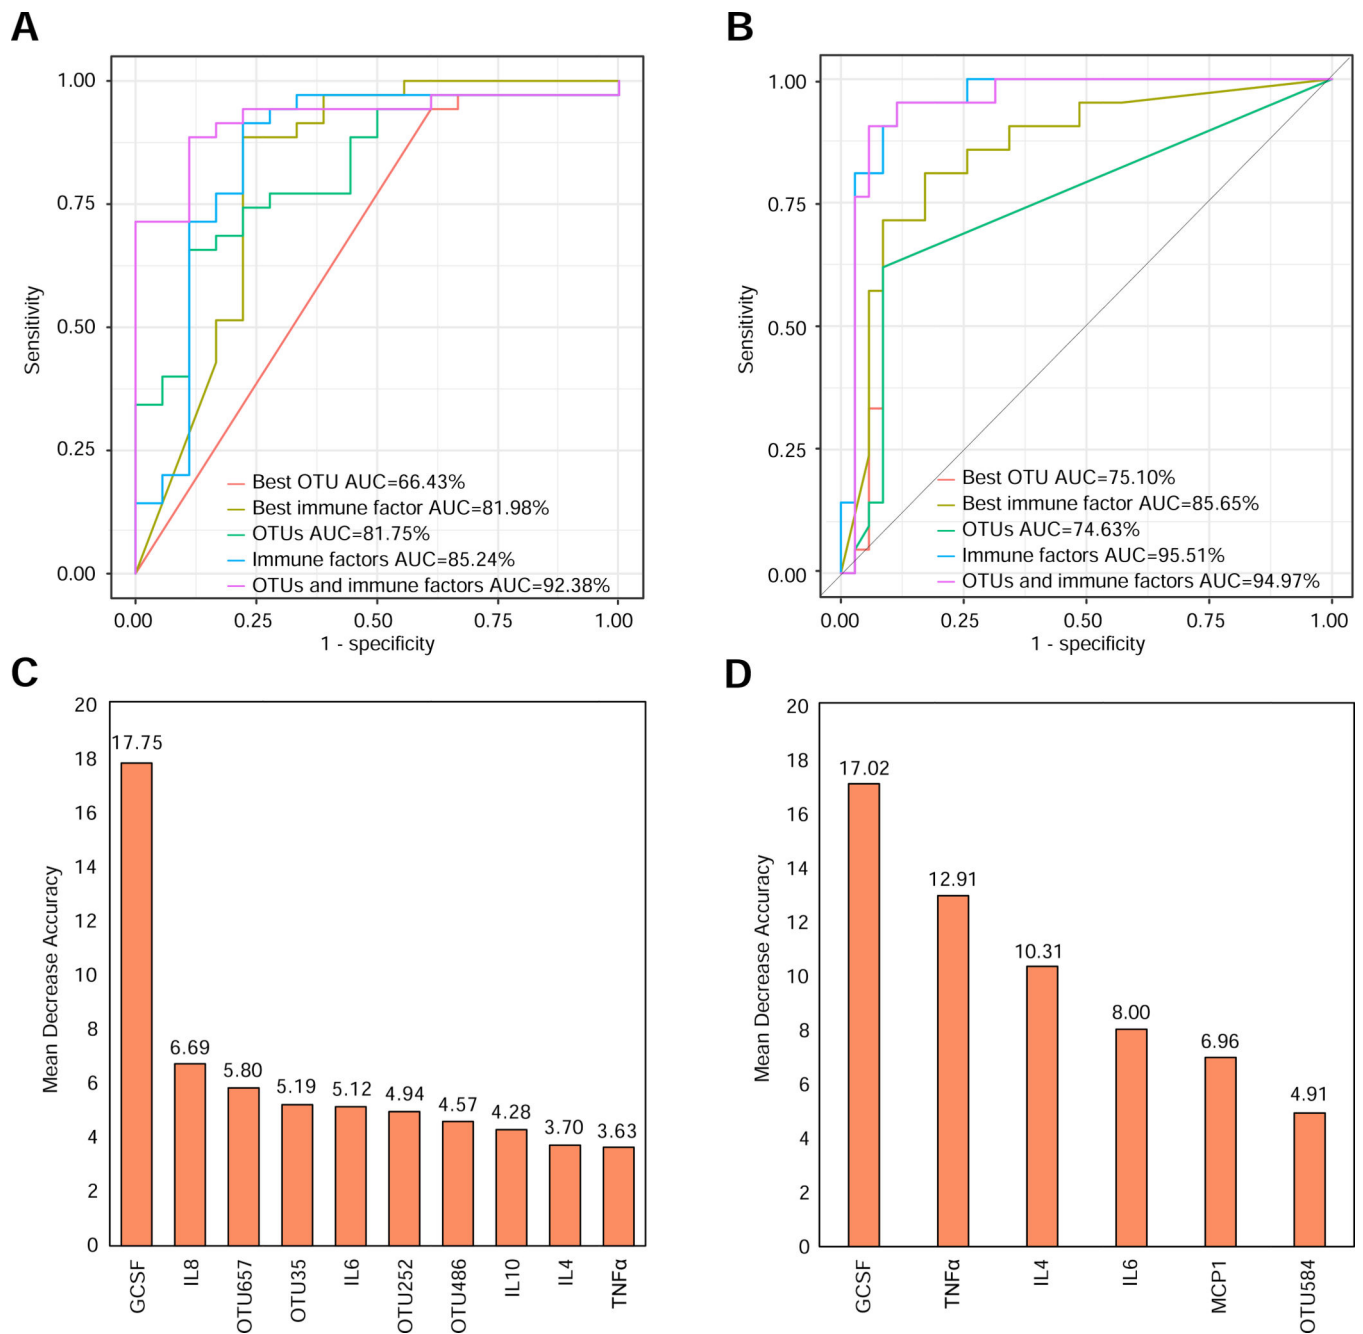 A
1.00
0.75
0.50
0.25
0.00
Sensitivity
Best OTU AUC=66.43%
Best immune factor AUC=81.98%
OTUs AUC=81.75%
Immune factors AUC=85.24%
OTUs and immune factors AUC=92.38%
0.00 0.25 0.50 0.75 1.00
1 - specificity
B
1.00
0.75
0.50
0.25
0.00
Sensitivity
Best OTU AUC=75.10%
Best immune factor AUC=85.65%
OTUs AUC=74.63%
Immune factors AUC=95.51%
OTUs and immune factors AUC=94.97%
0.00 0.25 0.50 0.75 1.00
1 - specificity
C
20
18
16
14
12
10
8
6
4
2
0
Mean Decrease Accuracy
17.75
6.69
5.80
5.19
5.12
4.94
4.57
4.28
3.70
3.63
GCSF
IL8
OTU657
OTU35
IL6
OTU252
OTU486
IL10
IL4
TNFα
D
20
18
16
14
12
10
8
6
4
2
0
Mean Decrease Accuracy
17.02
12.91
10.31
8.00
6.96
4.91
GCSF
TNFα
IL4
IL6
MCP1
OTU584